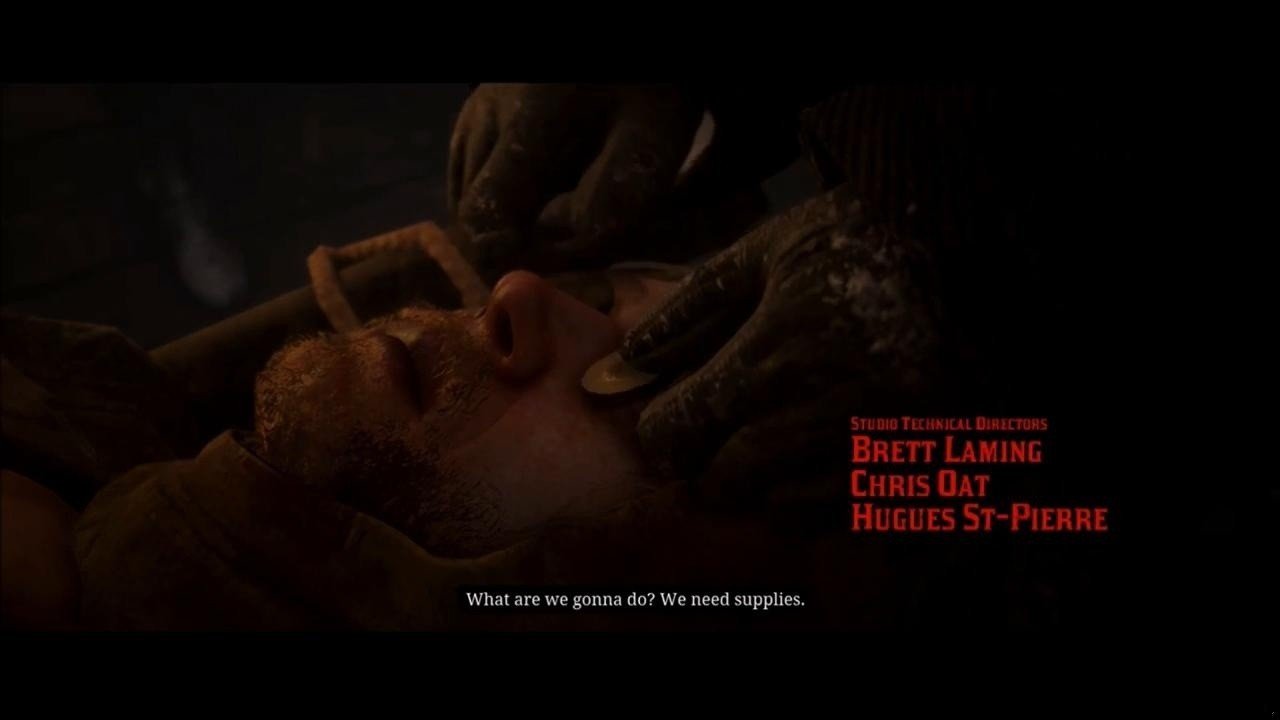 Studio Technical Directors
Brett Laming
Chris Oat
Hugues St-Pierre
What are we gonna do? We need supplies.